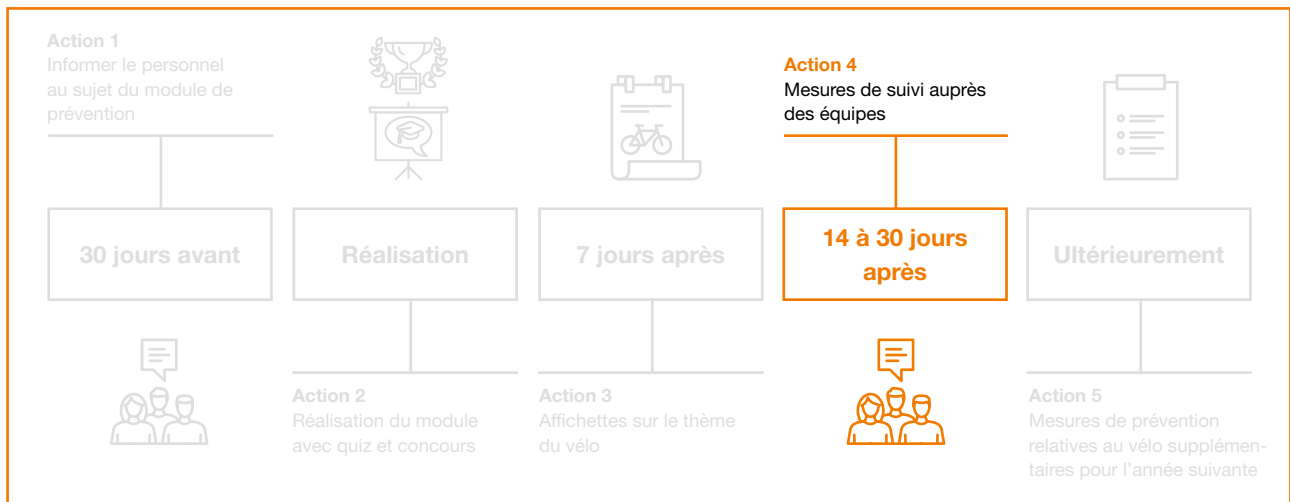 Action 1
Informer le personnel
au sujet du module de
prévention
30 jours avant
Réalisation
Action 2
Réalisation du module
avec quiz et concours
7 jours après
Action 3
Affichettes sur le thème
du vélo
Action 4
Mesures de suivi auprès
des équipes
14 à 30 jours
après
Ultérieurement
Action 5
Mesures de prévention
relatives au vélo supplémen-
taires pour l'année suivante